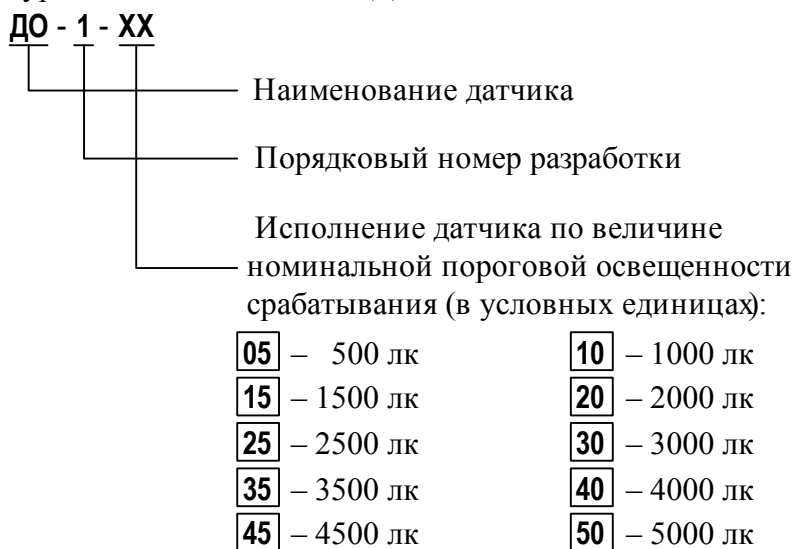 ДО - 1 - ХХ
Наименование датчика
Порядковый номер разработки
Исполнение датчика по величине
номинальной пороговой освещенности
срабатывания (в условных единицах):
05 – 500 лк 10 – 1000 лк
15 – 1500 лк 20 – 2000 лк
25 – 2500 лк 30 – 3000 лк
35 – 3500 лк 40 – 4000 лк
45 – 4500 лк 50 – 5000 лк